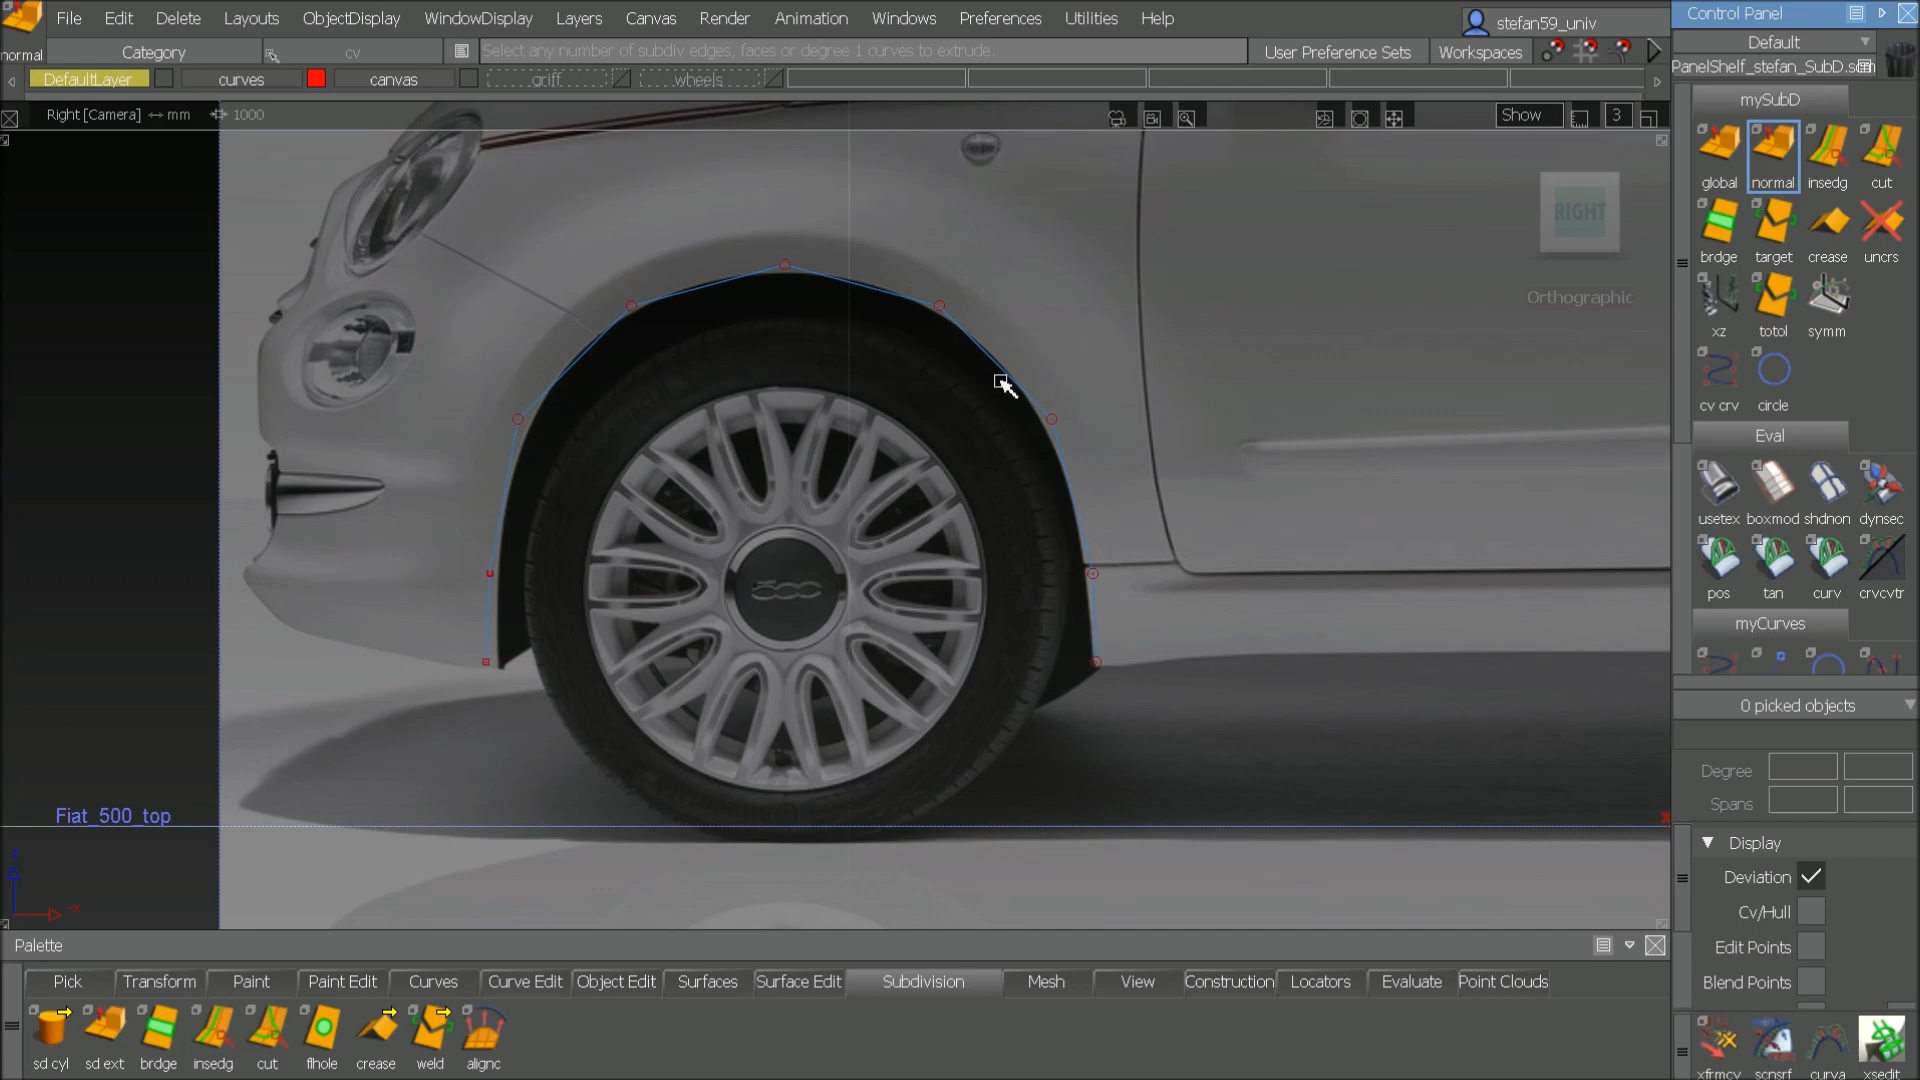 File Edit Delete Layouts ObjectDisplay WindowDisplay Layers Canvas Render Animation Windows Preferences Utilities Help
stefan59_univ
Control Panel
normal
Category
cv
Select any number of subdiv edges, faces or degree 1 curves to extrude.
User Preference Sets
Workspaces
Default
PanelShelf_stefan_SubD.scm
DefaultLayer
curves
canvas
griff
wheels
Right [Camera]
mm
1000
Show
3
mySubD
global normal insedg cut
brdge target crease uncrs
xz totol symm
cv crv circle
RIGHT
Orthographic
500
Eval
usetex boxmod shdnon dynsec
pos tan curv crvcvtr
myCurves
0 picked objects
Degree
Spans
Display
Deviation
Cv/Hull
Edit Points
Blend Points
Fiat_500_top
z
-x
Palette
Pick Transform Paint Paint Edit Curves Curve Edit Object Edit Surfaces Surface Edit Subdivision Mesh View Construction Locators Evaluate Point Clouds
sd cyl sd ext brdge insedg cut flhole crease weld alignc
xfrmcv scnsrf curva xsedit